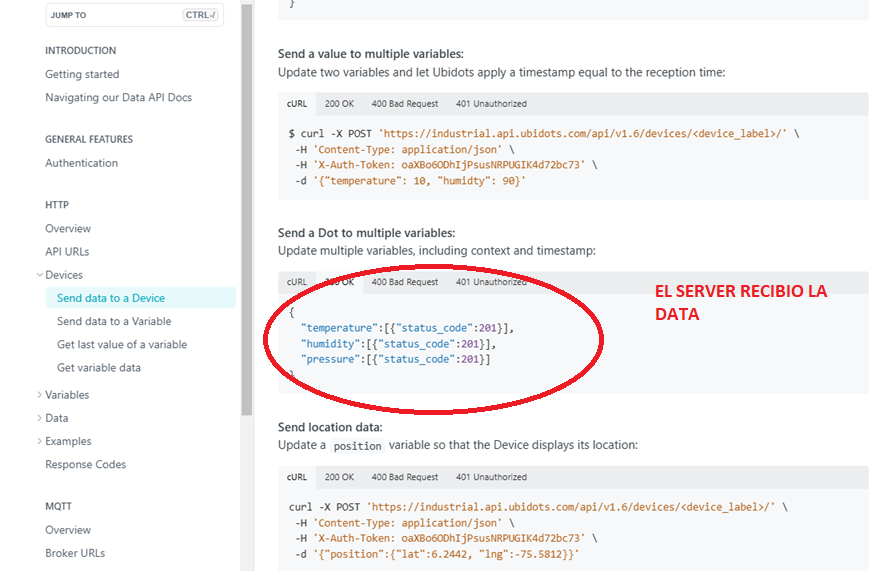 JUMP TO
CTRL-/
INTRODUCTION
Getting started
Navigating our Data API Docs
GENERAL FEATURES
Authentication
HTTP
Overview
API URLs
Devices
Send data to a Device
Send data to a Variable
Get last value of a variable
Get variable data
Variables
Data
Examples
Response Codes
MQTT
Overview
Broker URLs
}
Send a value to multiple variables:
Update two variables and let Ubidots apply a timestamp equal to the reception time:
cURL 200 OK 400 Bad Request 401 Unauthorized
$ curl -X POST 'https://industrial.api.ubidots.com/api/v1.6/devices/<device_label>/' \
-H 'Content-Type: application/json' \
-H 'X-Auth-Token: oaXBo6ODhIjPsusNRPUGIK4d72bc73' \
-d '{"temperature": 10, "humidty": 90}'
Send a Dot to multiple variables:
Update multiple variables, including context and timestamp:
cURL 200 OK 400 Bad Request 401 Unauthorized
{
"temperature":[{"status_code":201}],
"humidity":[{"status_code":201}],
"pressure":[{"status_code":201}]
}
EL SERVER RECIBIO LA
DATA
Send location data:
Update a position variable so that the Device displays its location:
cURL 200 OK 400 Bad Request 401 Unauthorized
curl -X POST 'https://industrial.api.ubidots.com/api/v1.6/devices/<device_label>/' \
-H 'Content-Type: application/json' \
-H 'X-Auth-Token: oaXBo6ODhIjPsusNRPUGIK4d72bc73' \
-d '{"position":{"lat":6.2442, "lng":-75.5812}}'